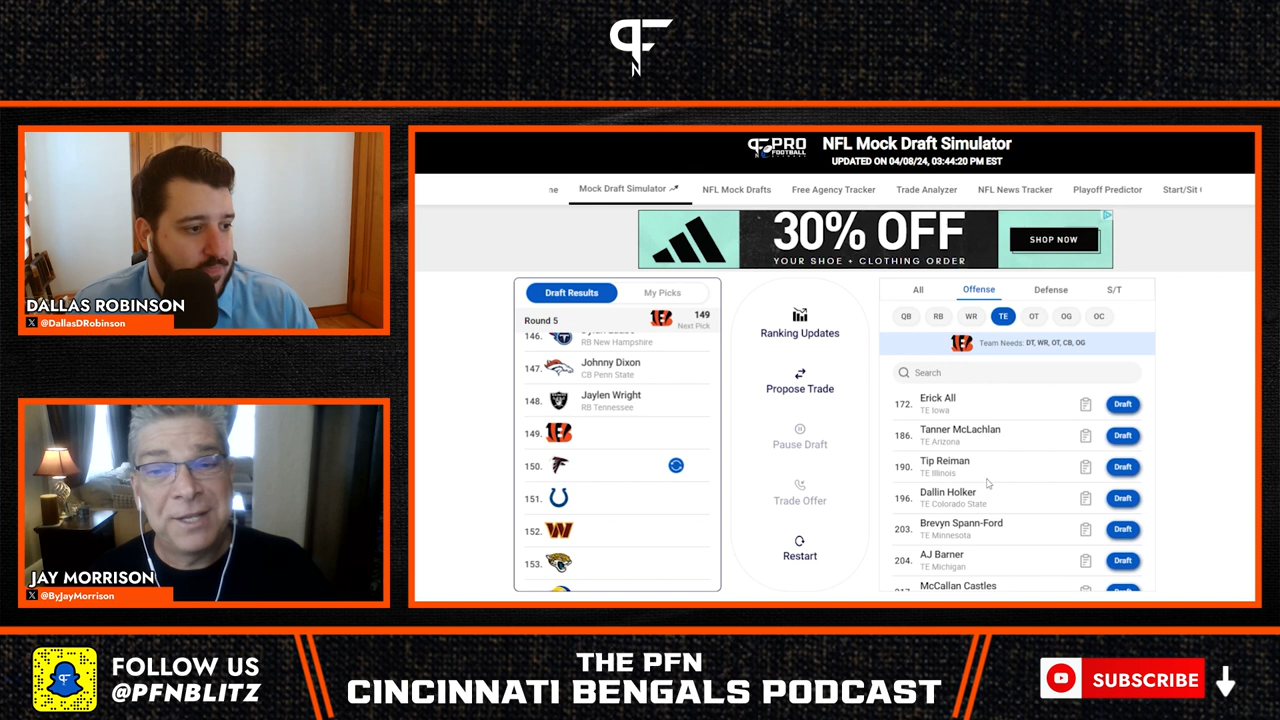 PFN
PRO FOOTBALL
NFL Mock Draft Simulator
UPDATED ON 04/08/24, 03:44:20 PM EST
ne
Mock Draft Simulator
NFL Mock Drafts
Free Agency Tracker
Trade Analyzer
NFL News Tracker
Playoff Predictor
Start/Sit
30% OFF
YOUR SHOE + CLOTHING ORDER
SHOP NOW
DALLAS ROBINSON
X @DallasDRobinson
JAY MORRISON
X @ByJayMorrison
Draft Results
My Picks
Round 5
149
Next Pick
146.
RB New Hampshire
147.
Johnny Dixon
CB Penn State
148.
Jaylen Wright
RB Tennessee
149.
150.
151.
152.
153.
Ranking Updates
Propose Trade
Pause Draft
Trade Offer
Restart
All
Offense
Defense
S/T
QB
RB
WR
TE
OT
OG
OC
Team Needs: DT, WR, OT, CB, OG
Search
172.
Erick All
TE Iowa
Draft
186.
Tanner McLachlan
TE Arizona
Draft
190.
Tip Reiman
TE Illinois
Draft
196.
Dallin Holker
TE Colorado State
Draft
203.
Brevyn Spann-Ford
TE Minnesota
Draft
204.
AJ Barner
TE Michigan
Draft
McCallan Castles
FOLLOW US
@PFNBLITZ
THE PFN
CINCINNATI BENGALS PODCAST
SUBSCRIBE